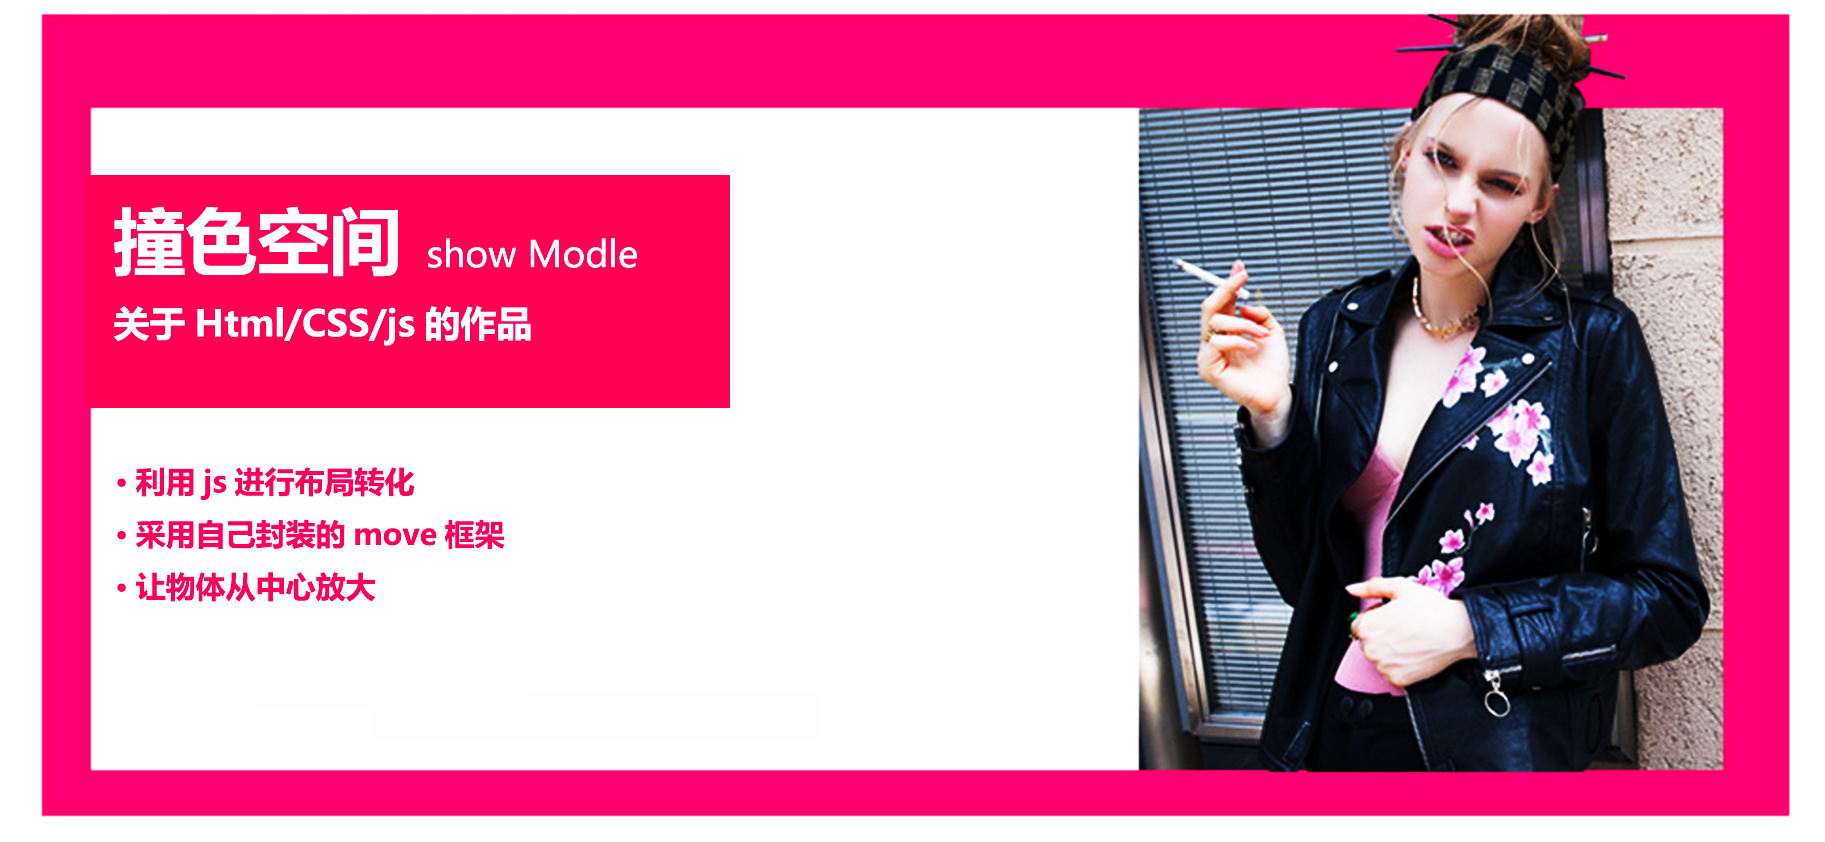 撞色空间 show Modle
关于 Html/CSS/js 的作品
• 利用 js 进行布局转化
• 采用自己封装的 move 框架
• 让物体从中心放大